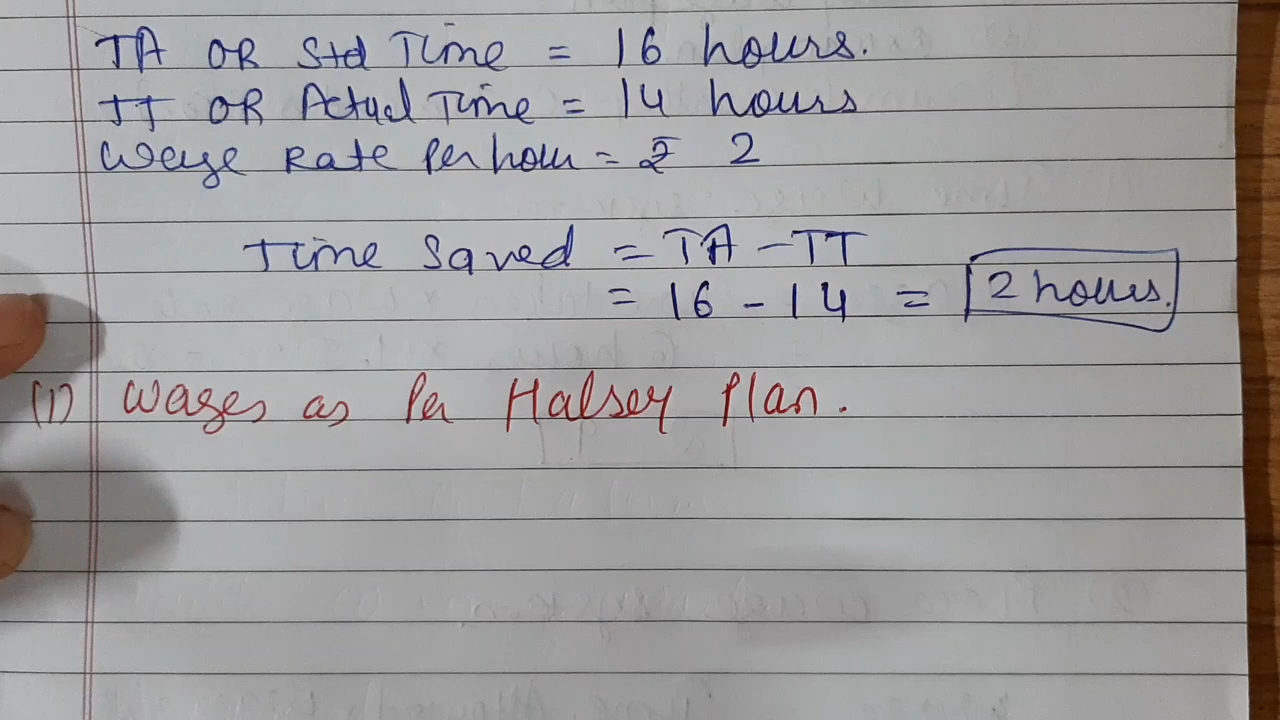 TA OR Std Time = 16 hours.
TT OR Actual Time = 14 hours
Wage Rate Per hour = ₹ 2
Time Saved = TA - TT
= 16 - 14 = 2 hours.
(1) Wages as Per Halsey Plan.